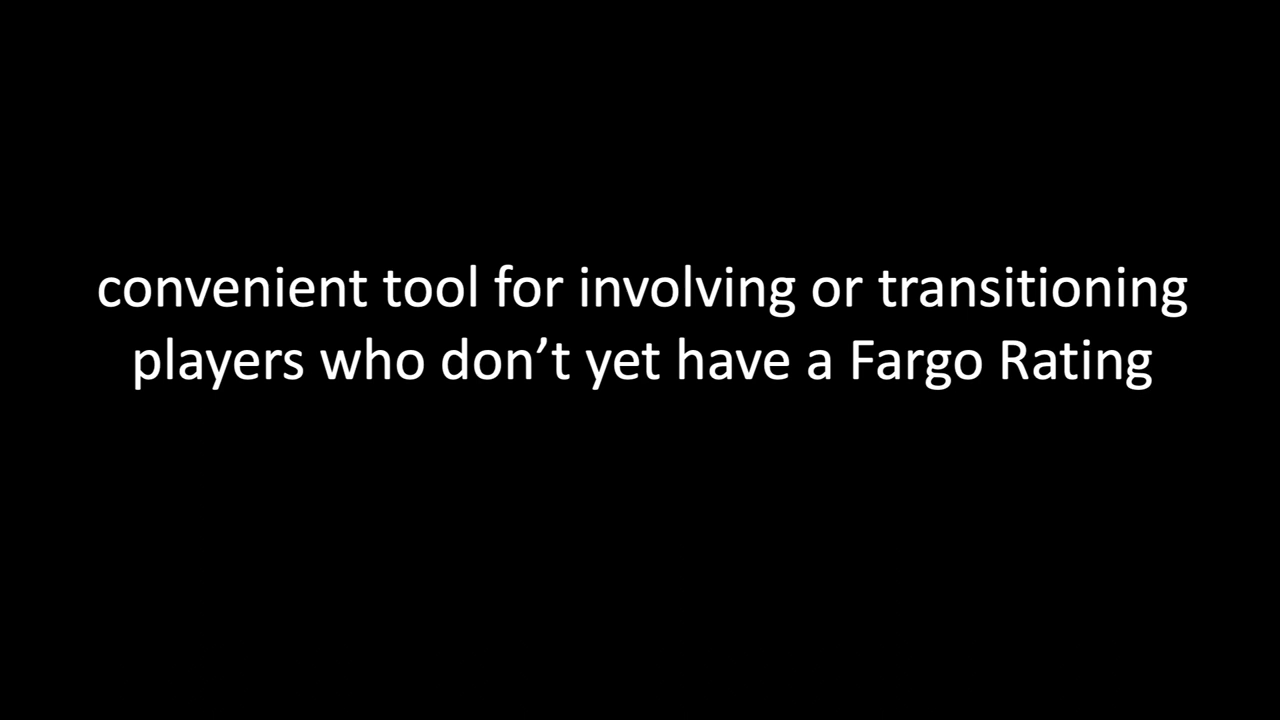 convenient tool for involving or transitioning
players who don’t yet have a Fargo Rating